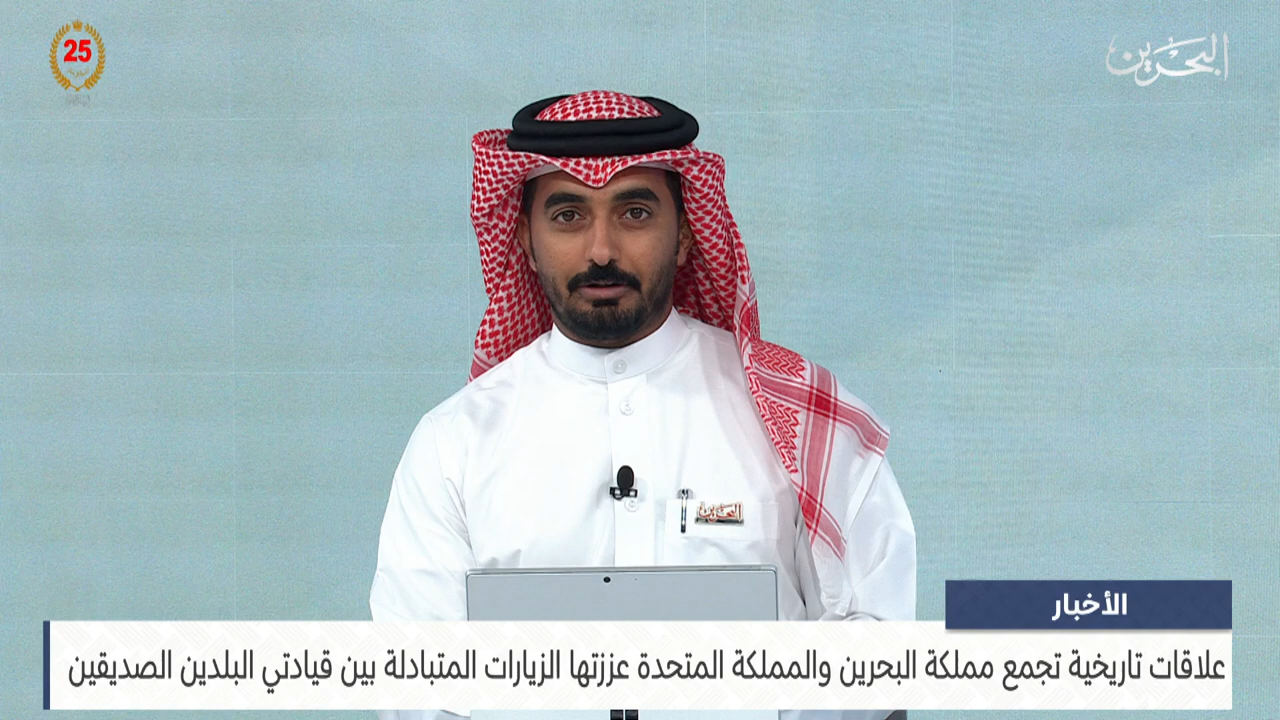 25
البحرين
البحرين
الأخبار
علاقات تاريخية تجمع مملكة البحرين والمملكة المتحدة عززتها الزيارات المتبادلة بين قيادتي البلدين الصديقين